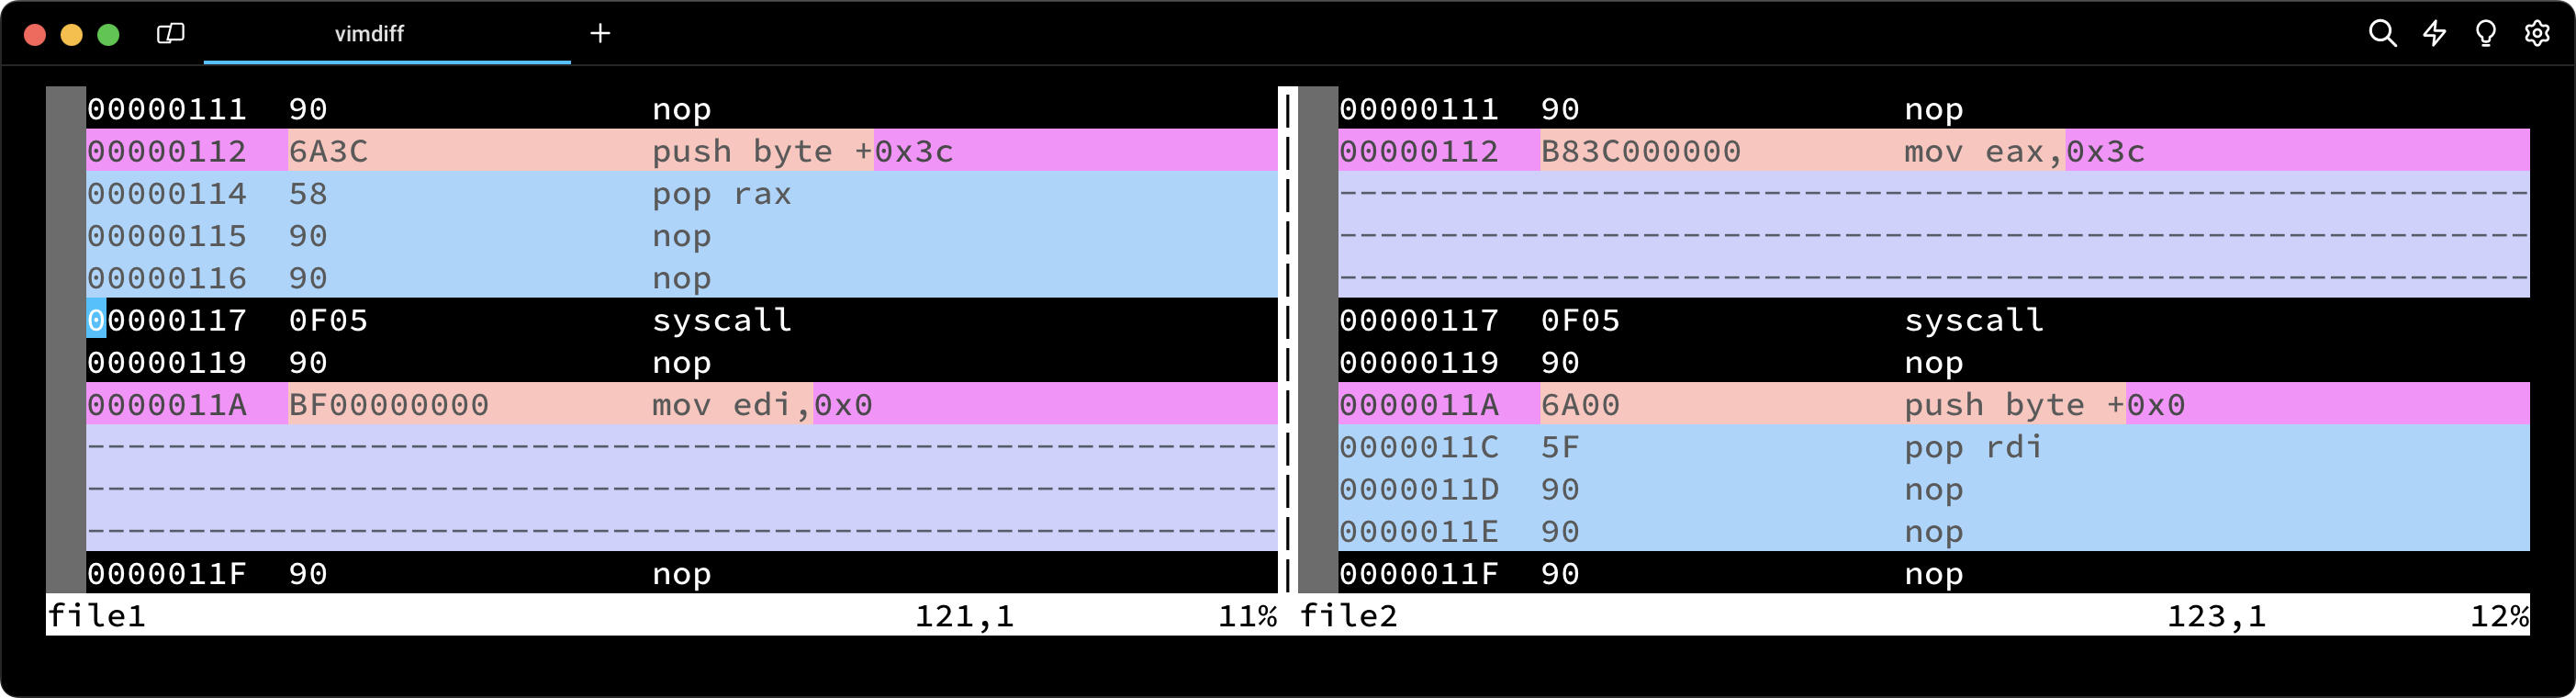 vimdiff
00000111  90                nop
00000112  6A3C              push byte +0x3c
00000114  58                pop rax
00000115  90                nop
00000116  90                nop
00000117  0F05              syscall
00000119  90                nop
0000011A  BF00000000        mov edi,0x0
-----------------------------------------------------------
-----------------------------------------------------------
-----------------------------------------------------------
0000011F  90                nop
file1                                      121,1          11%
00000111  90                nop
00000112  B83C000000        mov eax,0x3c
-----------------------------------------------------------
-----------------------------------------------------------
-----------------------------------------------------------
00000117  0F05              syscall
00000119  90                nop
0000011A  6A00              push byte +0x0
0000011C  5F                pop rdi
0000011D  90                nop
0000011E  90                nop
0000011F  90                nop
file2                                      123,1          12%